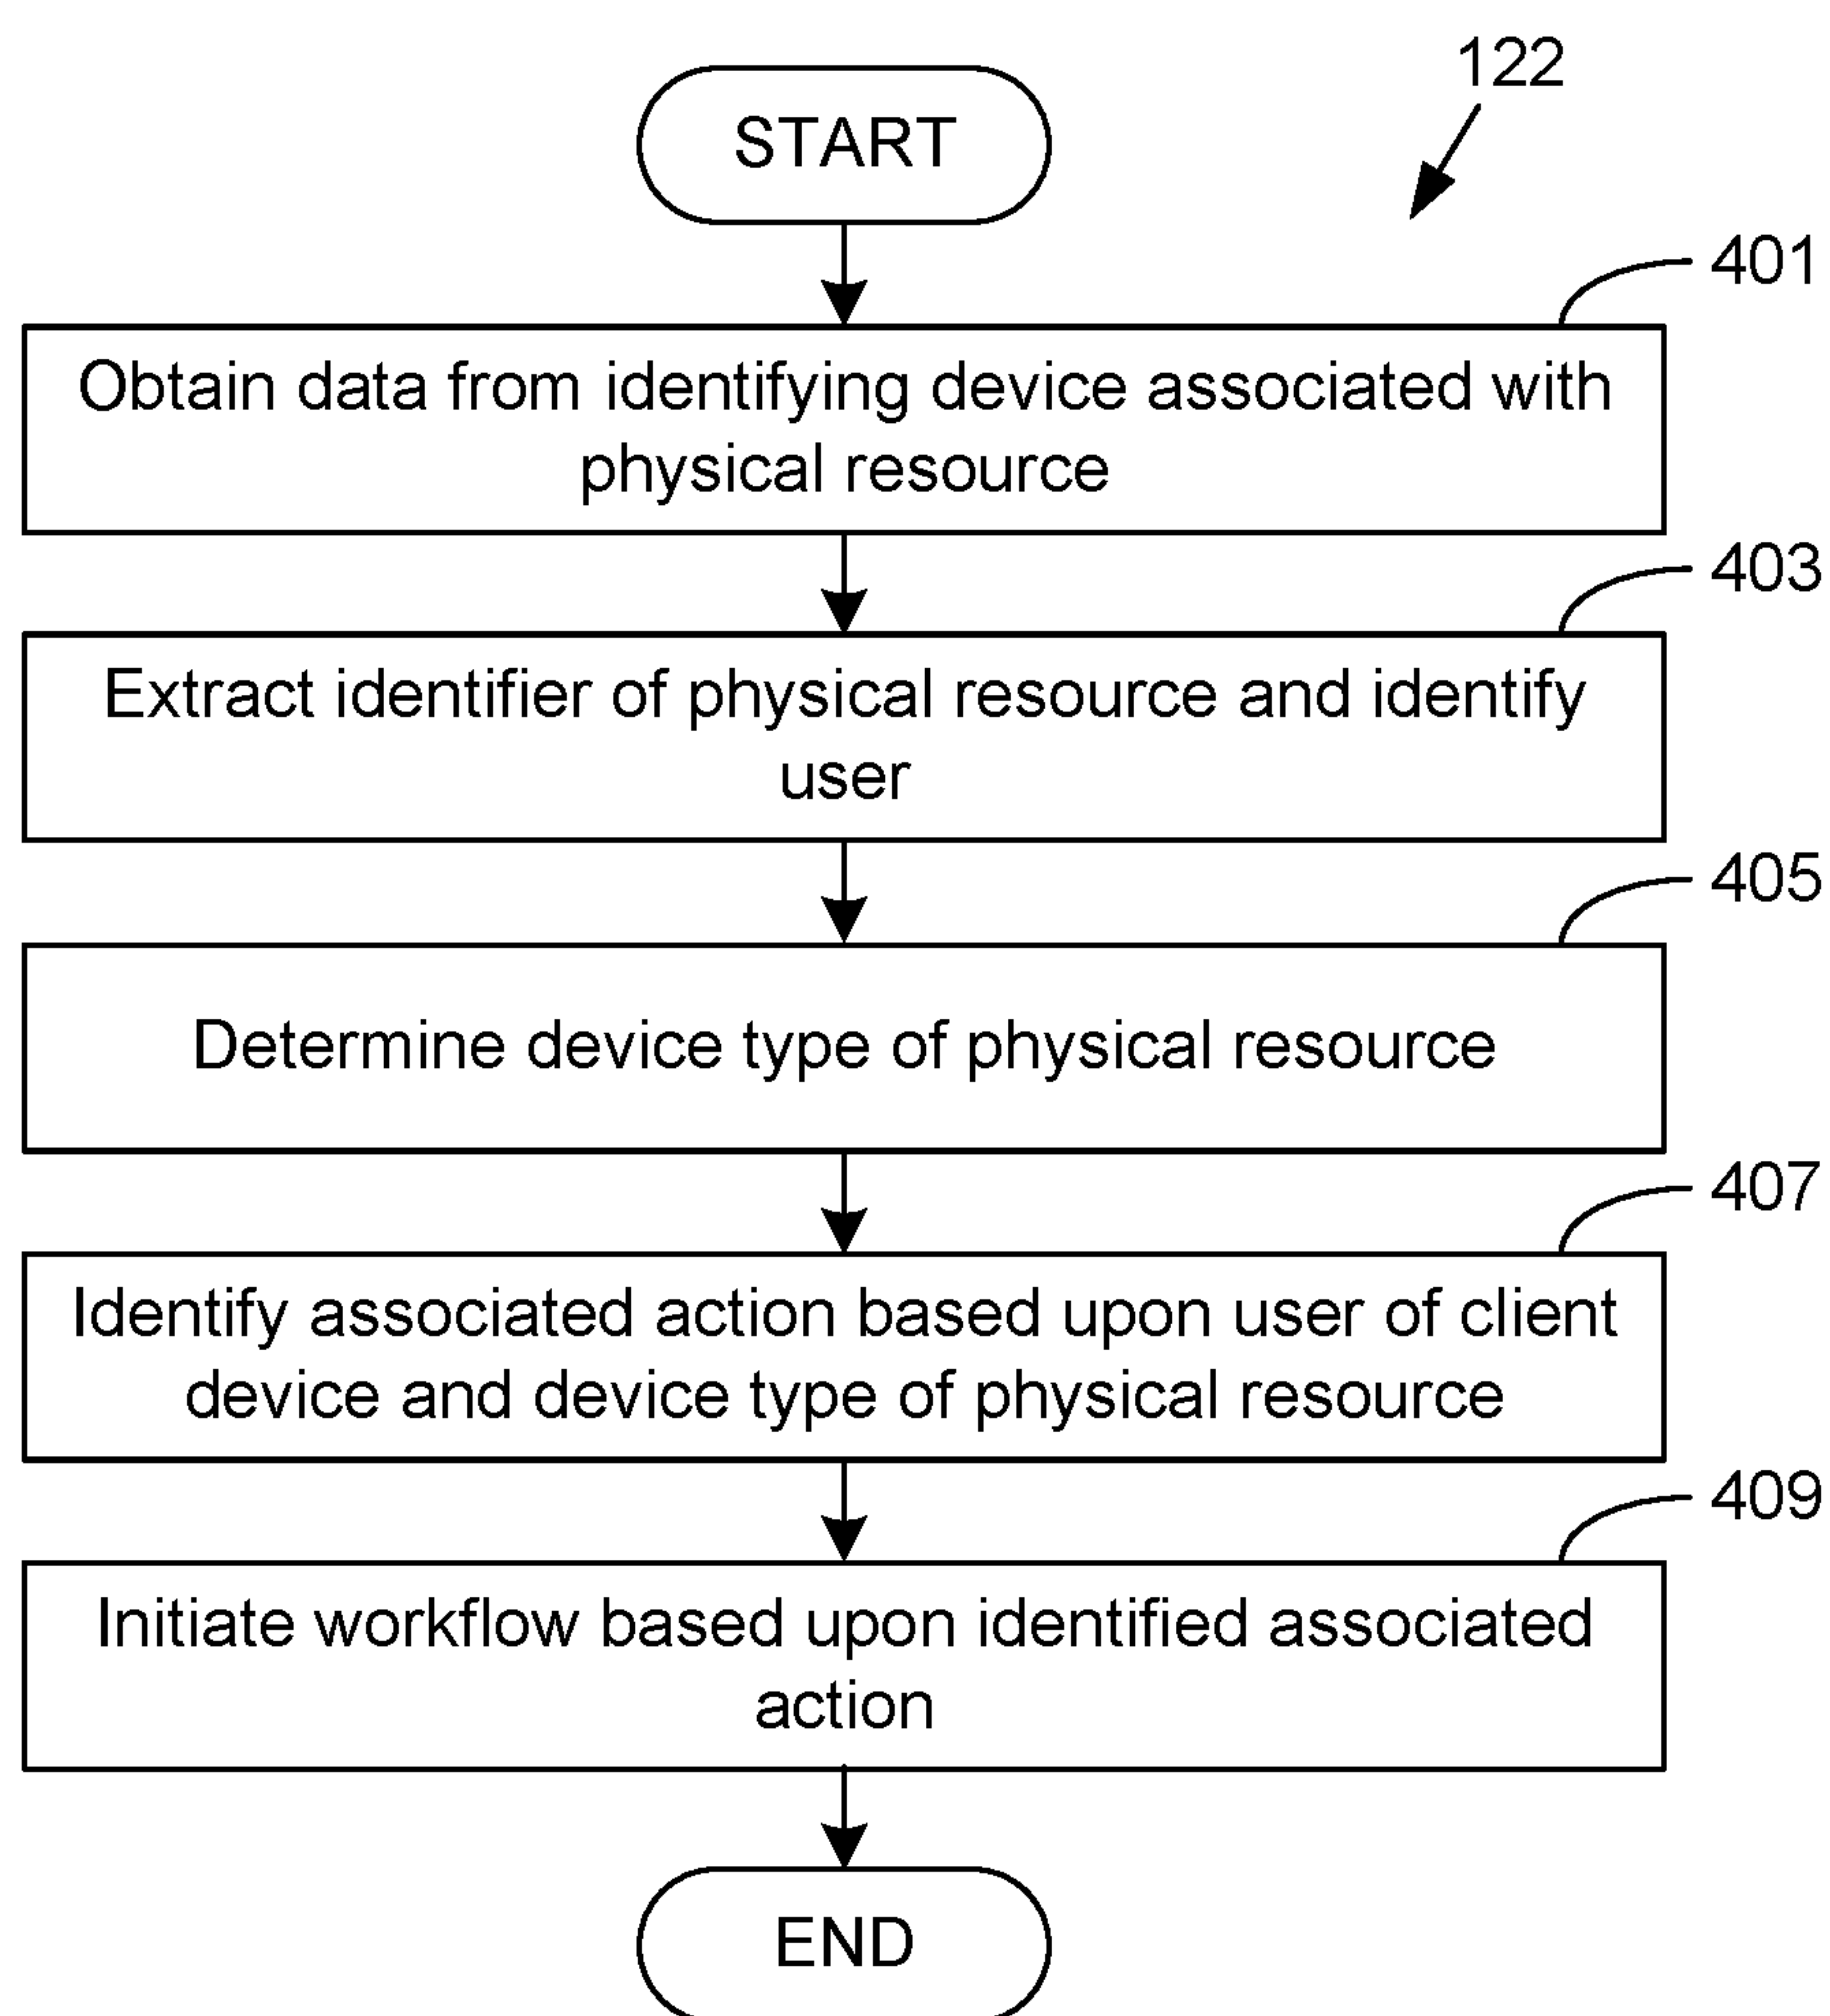 122
START
401
Obtain data from identifying device associated with
physical resource
403
Extract identifier of physical resource and identify
user
405
Determine device type of physical resource
407
Identify associated action based upon user of client
device and device type of physical resource
409
Initiate workflow based upon identified associated
action
END